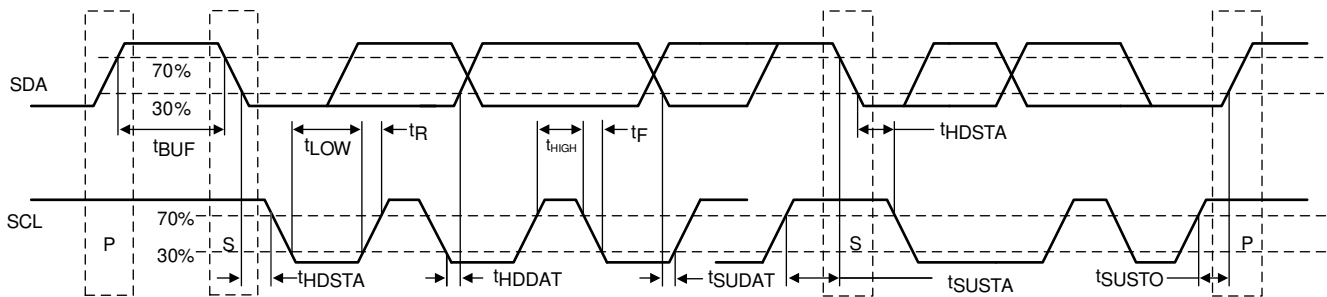 SDA
70%
30%
tBUF
tLOW
tR
tHIGH
tF
tHDSTA
SCL
70%
30%
P
S
S
P
tHDSTA
tHDDAT
tSUDAT
tSUSTA
tSUSTO